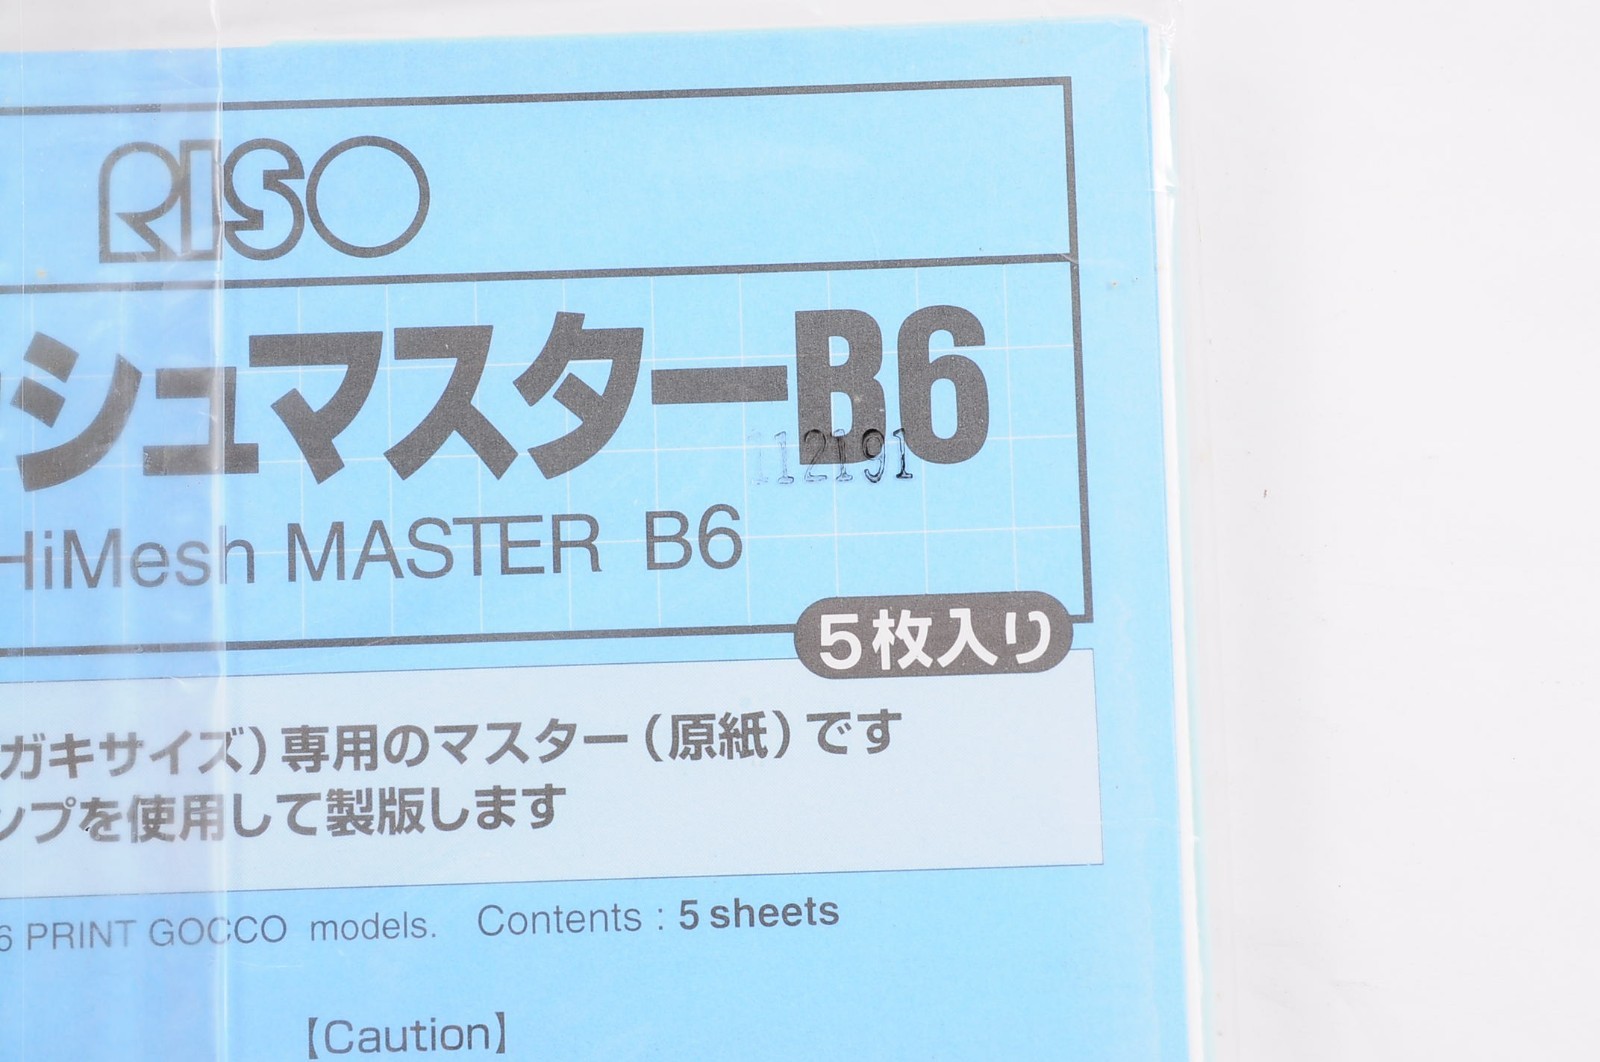 RISO
シュマスターB6
112191
HiMesh MASTER B6
5枚入り
ガキサイズ)専用のマスター(原紙)です
ンプを使用して製版します
6 PRINT GOCCO models. Contents : 5 sheets
【Caution】